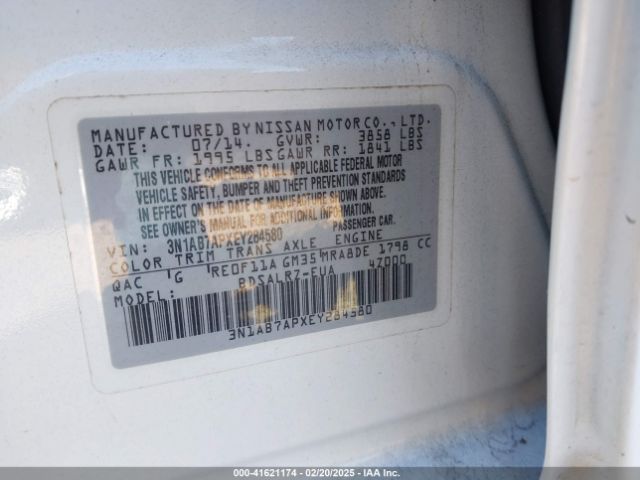 MANUFACTURED BY NISSAN MOTOR CO., LTD.
DATE: 07/14. GVWR: 3858 LBS
GAWR FR: 1995 LBS GAWR RR: 1841 LBS
THIS VEHICLE CONFORMS TO ALL APPLICABLE FEDERAL MOTOR
VEHICLE SAFETY, BUMPER AND THEFT PREVENTION STANDARDS
IN EFFECT ON THE DATE OF MANUFACTURE SHOWN ABOVE.
SEE OWNER'S MANUAL FOR ADDITIONAL INFORMATION.
VIN: 3N1AB7APXEY284580 PASSENGER CAR.
COLOR TRIM TRANS AXLE ENGINE
QAC G RE0F11A GM35 MRA8DE 1798 CC
MODEL: BDSALRZ-EUA 47000
3N1AB7APXEY284580
000-41621174 - 02/20/2025 - IAA Inc.